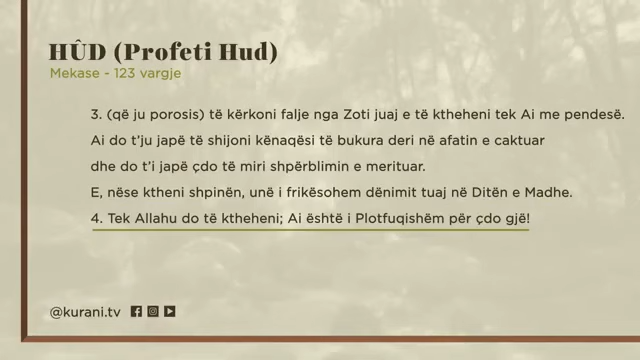 HÛD (Profeti Hud)
Mekase - 123 vargje
3. (që ju porosis) të kërkoni falje nga Zoti juaj e të ktheheni tek Ai me pendesë.
Ai do t'ju japë të shijoni kënaqësi të bukura deri në afatin e caktuar
dhe do t'i japë çdo të miri shpërblimin e merituar.
E, nëse ktheni shpinën, unë i frikësohem dënimit tuaj në Ditën e Madhe.
4. Tek Allahu do të ktheheni; Ai është i Plotfuqishëm për çdo gjë!
@kurani.tv